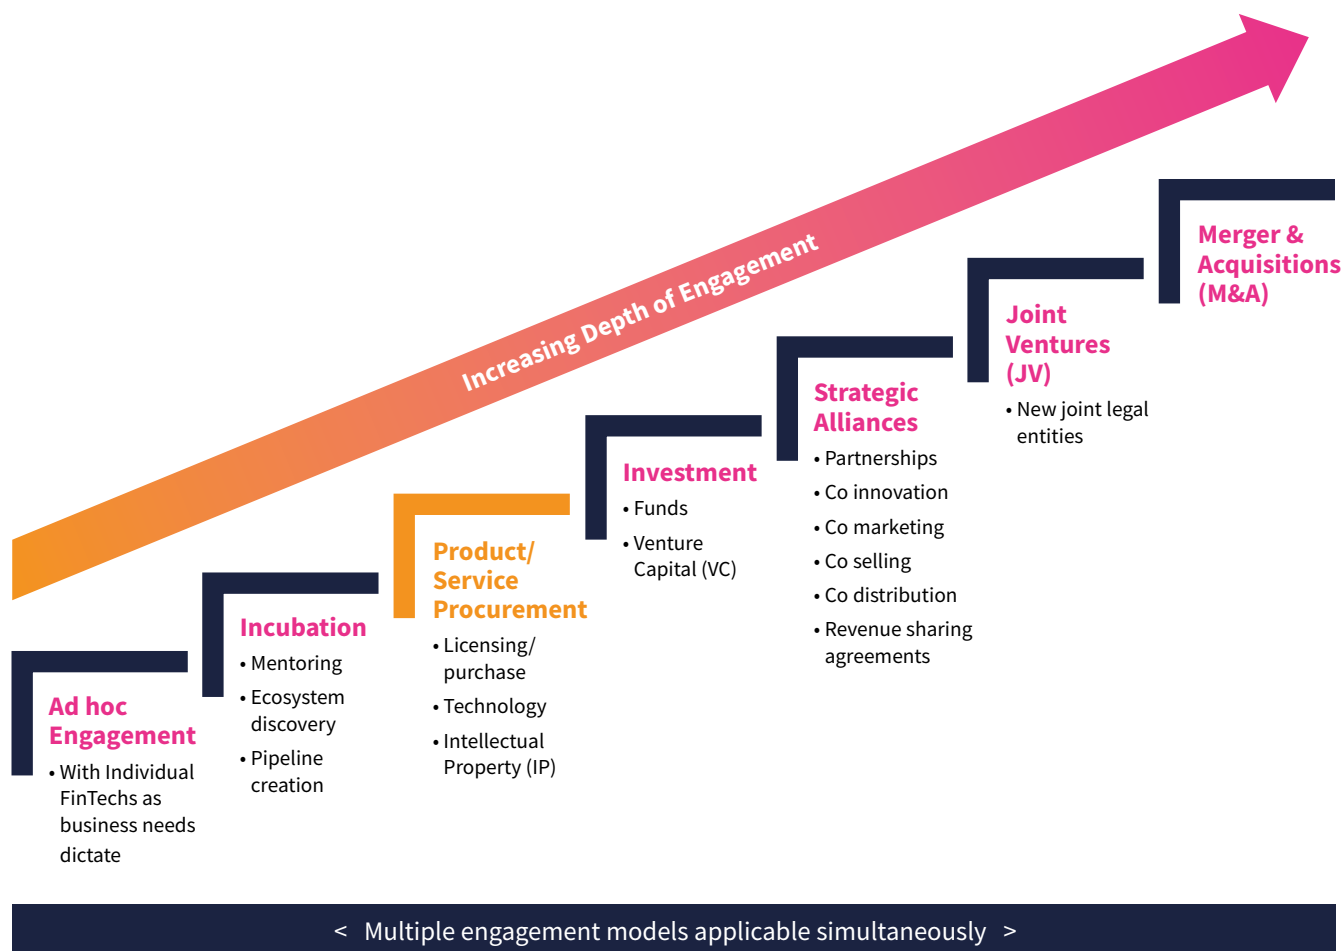 Increasing Depth of Engagement
Ad hoc
Engagement
• With Individual
FinTechs as
business needs
dictate
Incubation
• Mentoring
• Ecosystem
discovery
• Pipeline
creation
Product/
Service
Procurement
• Licensing/
purchase
• Technology
• Intellectual
Property (IP)
Investment
• Funds
• Venture
Capital (VC)
Strategic
Alliances
• Partnerships
• Co innovation
• Co marketing
• Co selling
• Co distribution
• Revenue sharing
agreements
Joint
Ventures
(JV)
• New joint legal
entities
Merger &
Acquisitions
(M&A)
< Multiple engagement models applicable simultaneously >